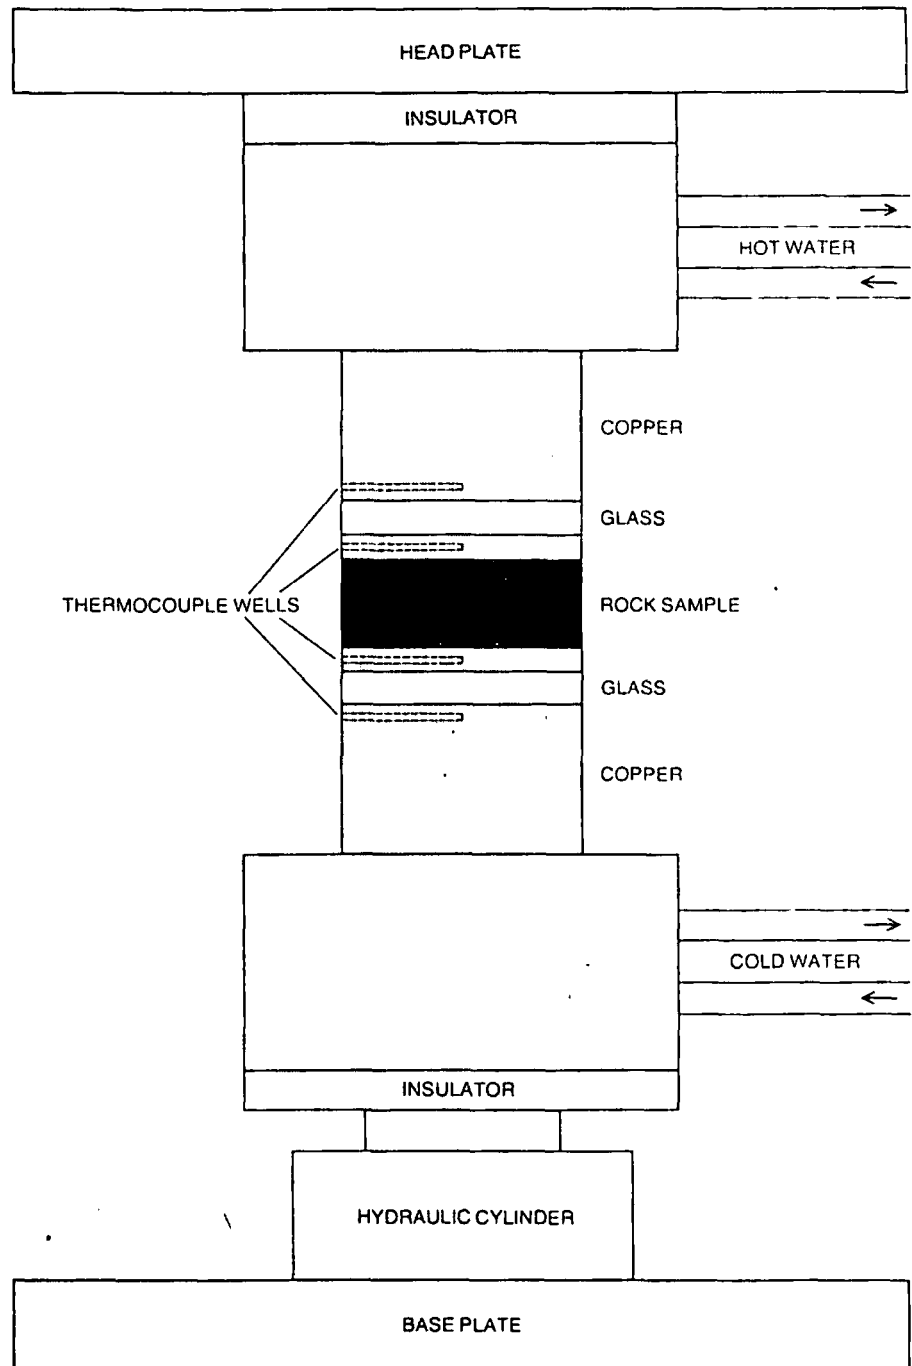 HEAD PLATE
INSULATOR
HOT WATER
COPPER
GLASS
THERMOCOUPLE WELLS
ROCK SAMPLE
GLASS
COPPER
COLD WATER
INSULATOR
HYDRAULIC CYLINDER
BASE PLATE